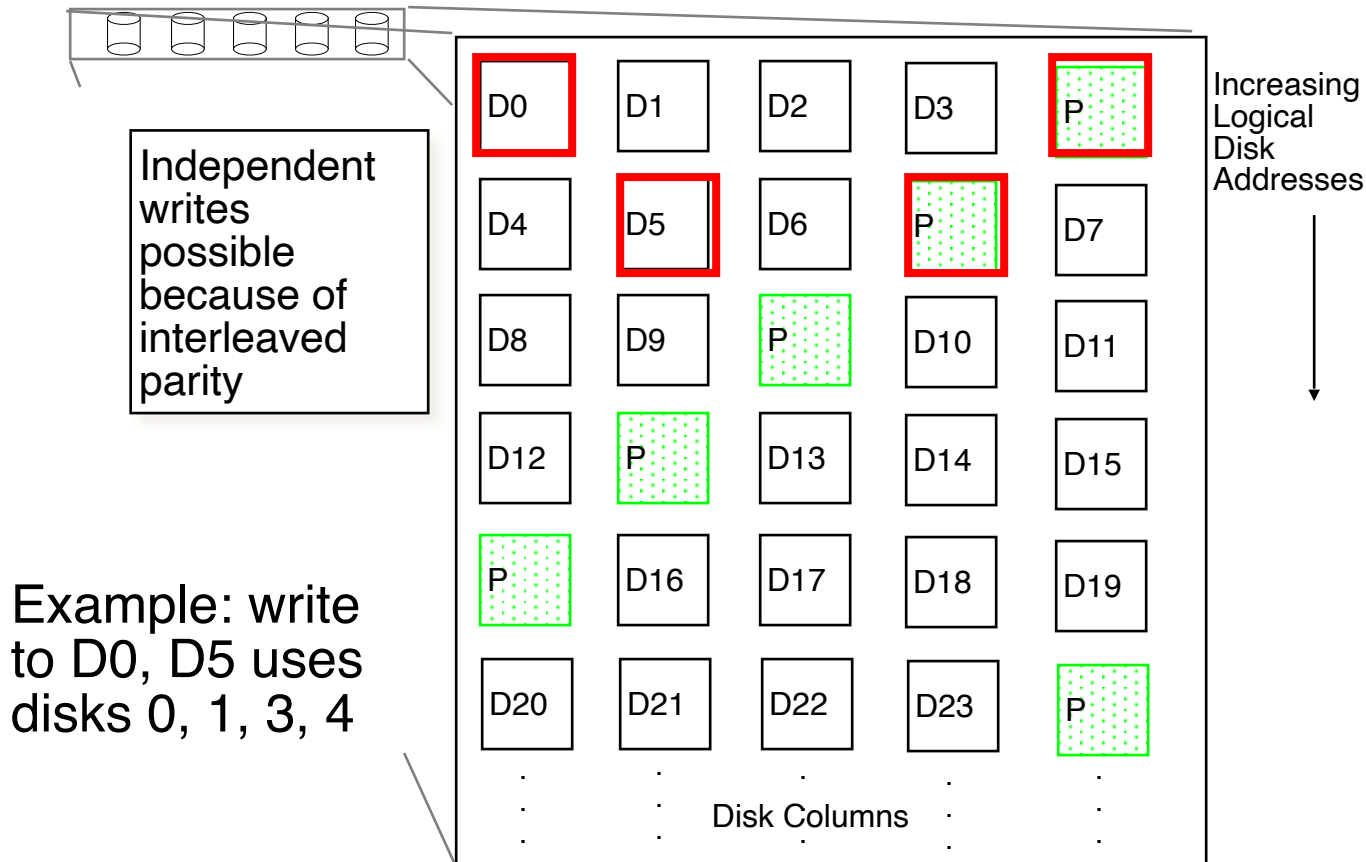 D0 D1 D2 D3 P
Increasing
Logical
Disk
Addresses
Independent
writes
possible
because of
interleaved
parity
D4 D5 D6 P D7
D8 D9 P D10 D11
D12 P D13 D14 D15
P D16 D17 D18 D19
Example: write
to D0, D5 uses
disks 0, 1, 3, 4
D20 D21 D22 D23 P
Disk Columns